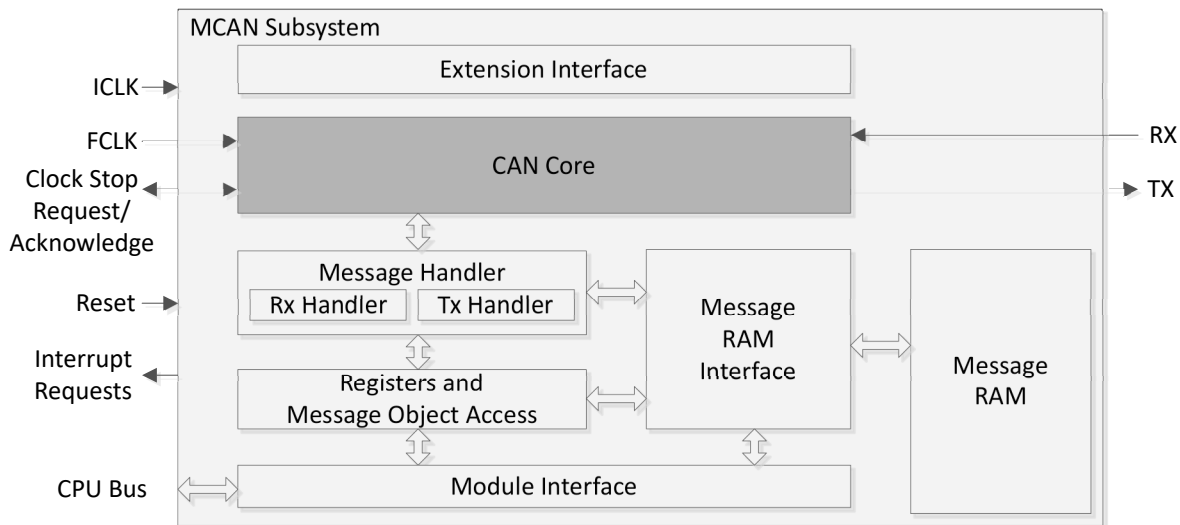 MCAN Subsystem
Extension Interface
ICLK
FCLK
CAN Core
RX
Clock Stop
Request/
Acknowledge
TX
Message Handler
Rx Handler
Tx Handler
Reset
Message
RAM
Interface
Message
RAM
Interrupt
Requests
Registers and
Message Object Access
CPU Bus
Module Interface